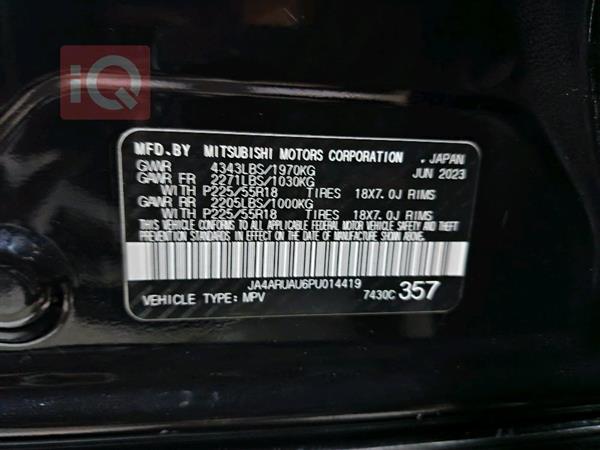 iQ
MFD.BY MITSUBISHI MOTORS CORPORATION . JAPAN
GVWR 4343LBS/1970KG JUN 2023
GAWR FR 2271LBS/1030KG
WITH P225/55R18 TIRES 18X7.0J RIMS
GAWR RR 2205LBS/1000KG
WITH P225/55R18 TIRES 18X7.0J RIMS
THIS VEHICLE CONFORMS TO ALL APPLICABLE FEDERAL MOTOR VEHICLE SAFETY AND THEFT
PREVENTION STANDARDS IN EFFECT ON THE DATE OF MANUFACTURE SHOWN ABOVE.
JA4ARUAU6PU014419
VEHICLE TYPE:MPV 7430C 357